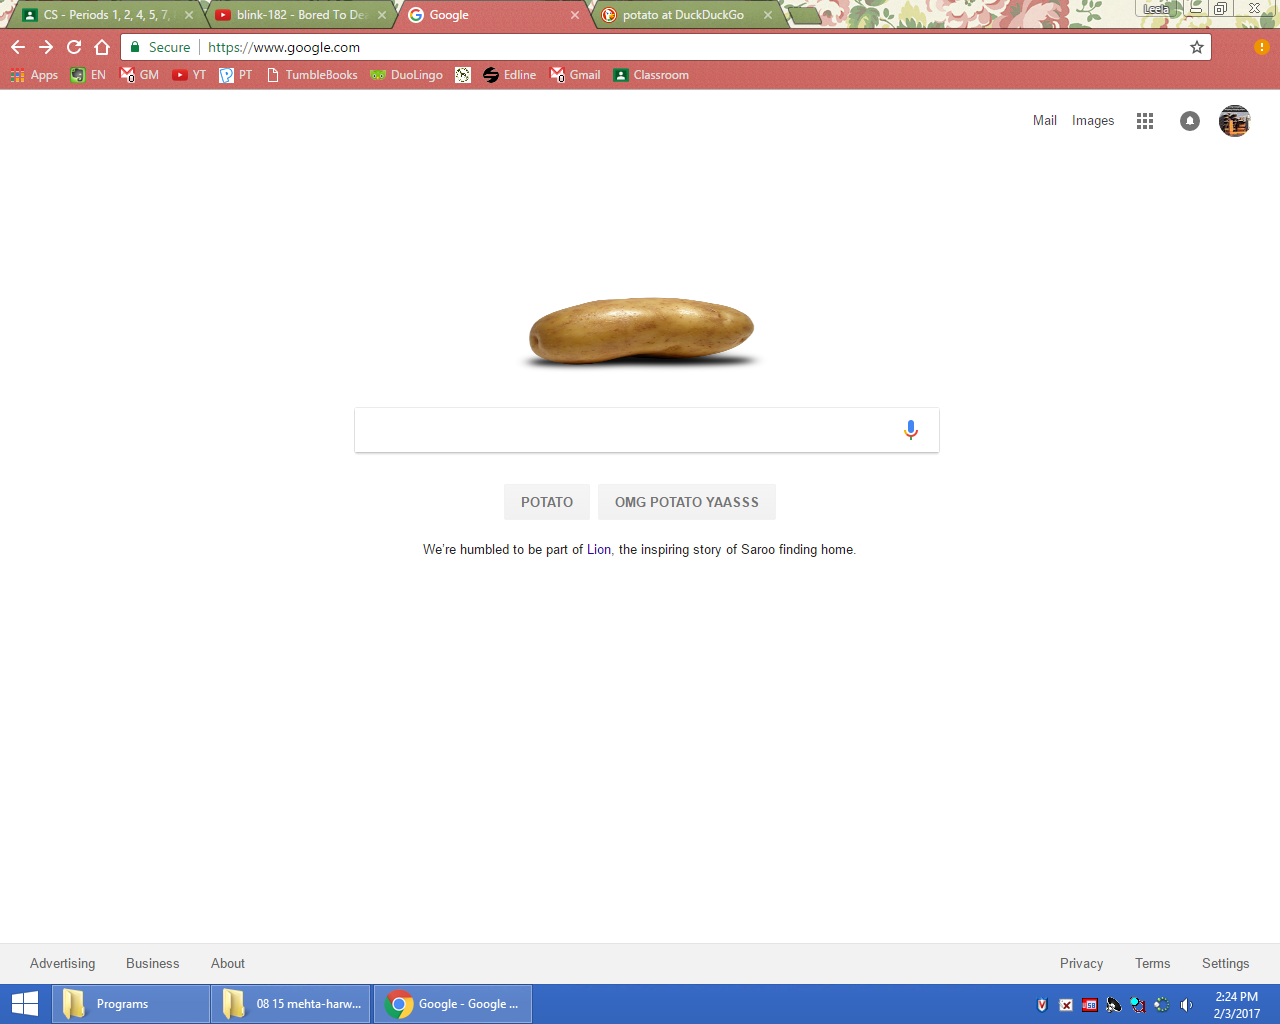 CS - Periods 1, 2, 4, 5, 7,
blink-182 - Bored To De
Google
potato at DuckDuckGo
Leela
Secure
https://www.google.com
Apps
EN
GM
YT
PT
TumbleBooks
DuoLingo
Edline
Gmail
Classroom
Mail
Images
POTATO
OMG POTATO YAASSS
We're humbled to be part of Lion, the inspiring story of Saroo finding home.
Advertising
Business
About
Privacy
Terms
Settings
Programs
08 15 mehta-harw...
Google - Google ...
2:24 PM
2/3/2017